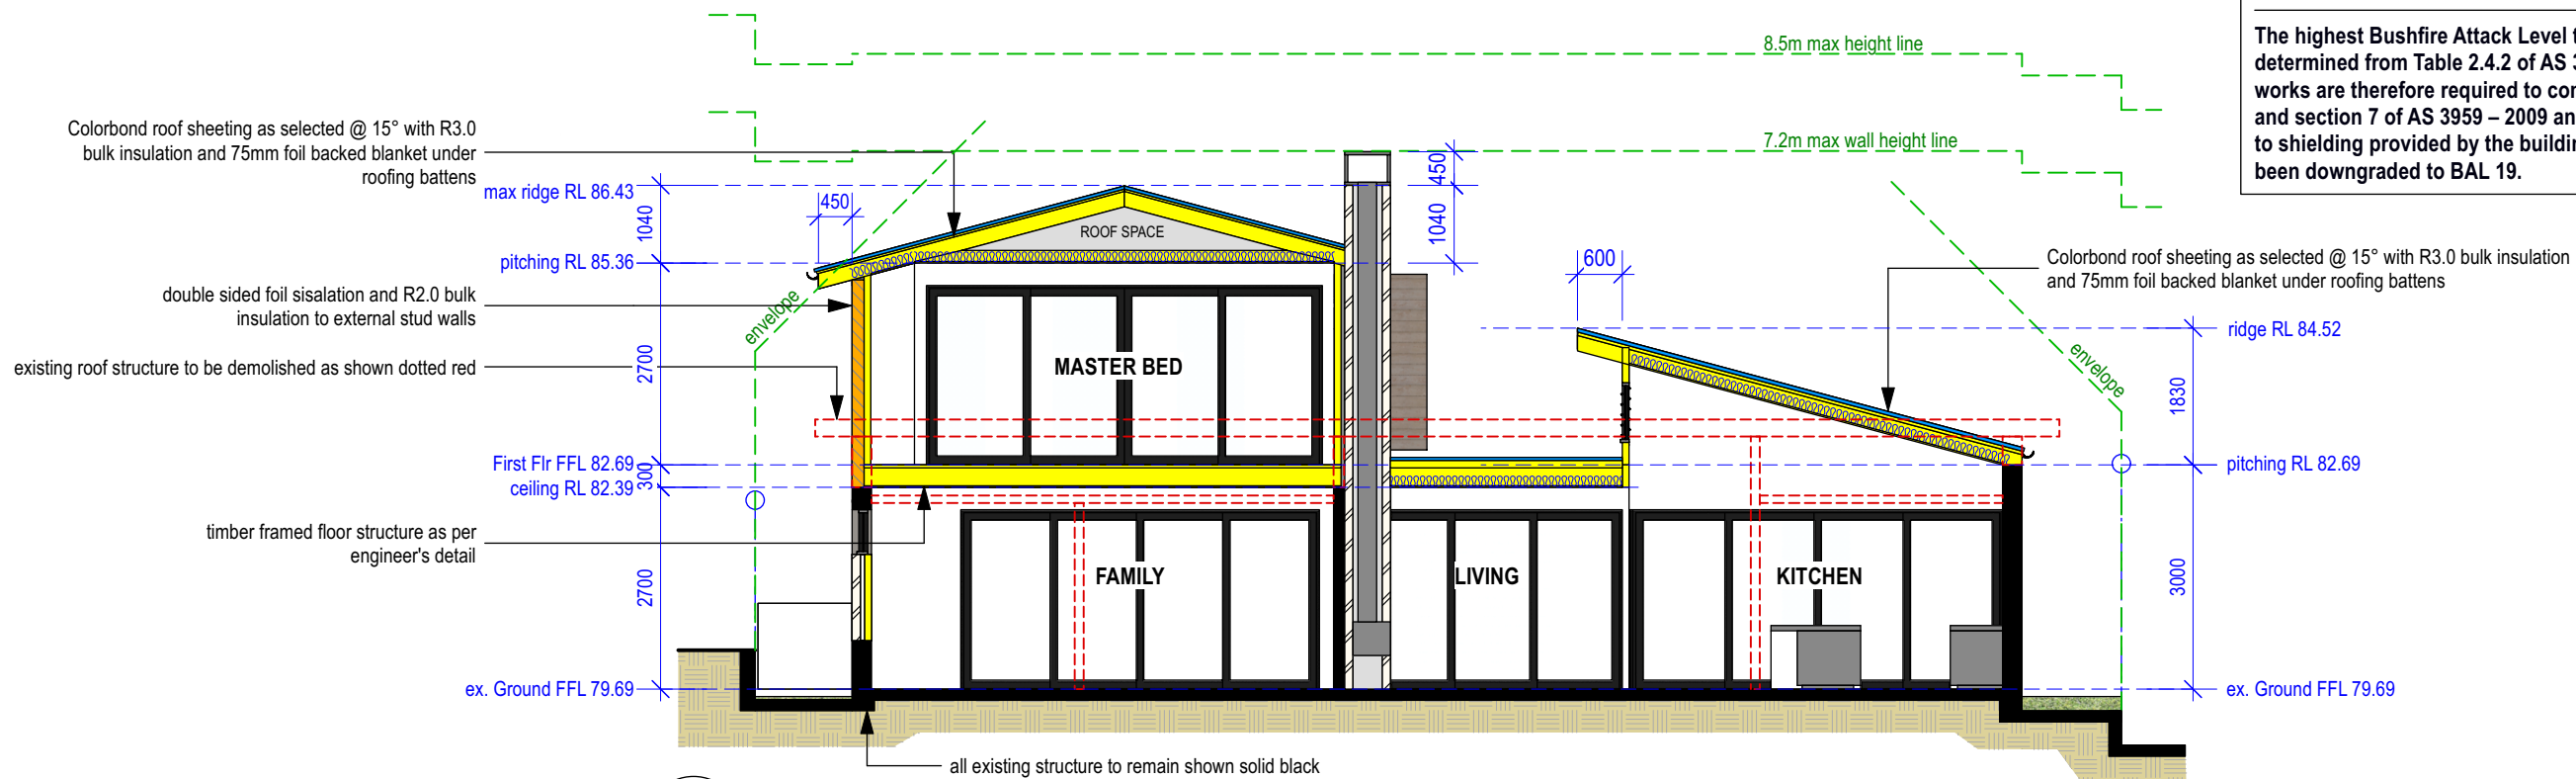 8.5m max height line
7.2m max wall height line
The highest Bushfire Attack Level
determined from Table 2.4.2 of AS
works are therefore required to
and section 7 of AS 3959 – 2009
to shielding provided by the
been downgraded to BAL 19.
Colorbond roof sheeting as selected @ 15° with R3.0
bulk insulation and 75mm foil backed blanket under
roofing battens
max ridge RL 86.43
450
1040
450
1040
ROOF SPACE
pitching RL 85.36
double sided foil sisalation and R2.0 bulk
insulation to external stud walls
envelope
existing roof structure to be demolished as shown dotted red
2700
MASTER BED
600
Colorbond roof sheeting as selected @ 15° with R3.0 bulk insulation
and 75mm foil backed blanket under roofing battens
ridge RL 84.52
envelope
1830
First Flr FFL 82.69
300
ceiling RL 82.39
pitching RL 82.69
timber framed floor structure as per
engineer's detail
2700
FAMILY
LIVING
KITCHEN
3000
ex. Ground FFL 79.69
ex. Ground FFL 79.69
all existing structure to remain shown solid black